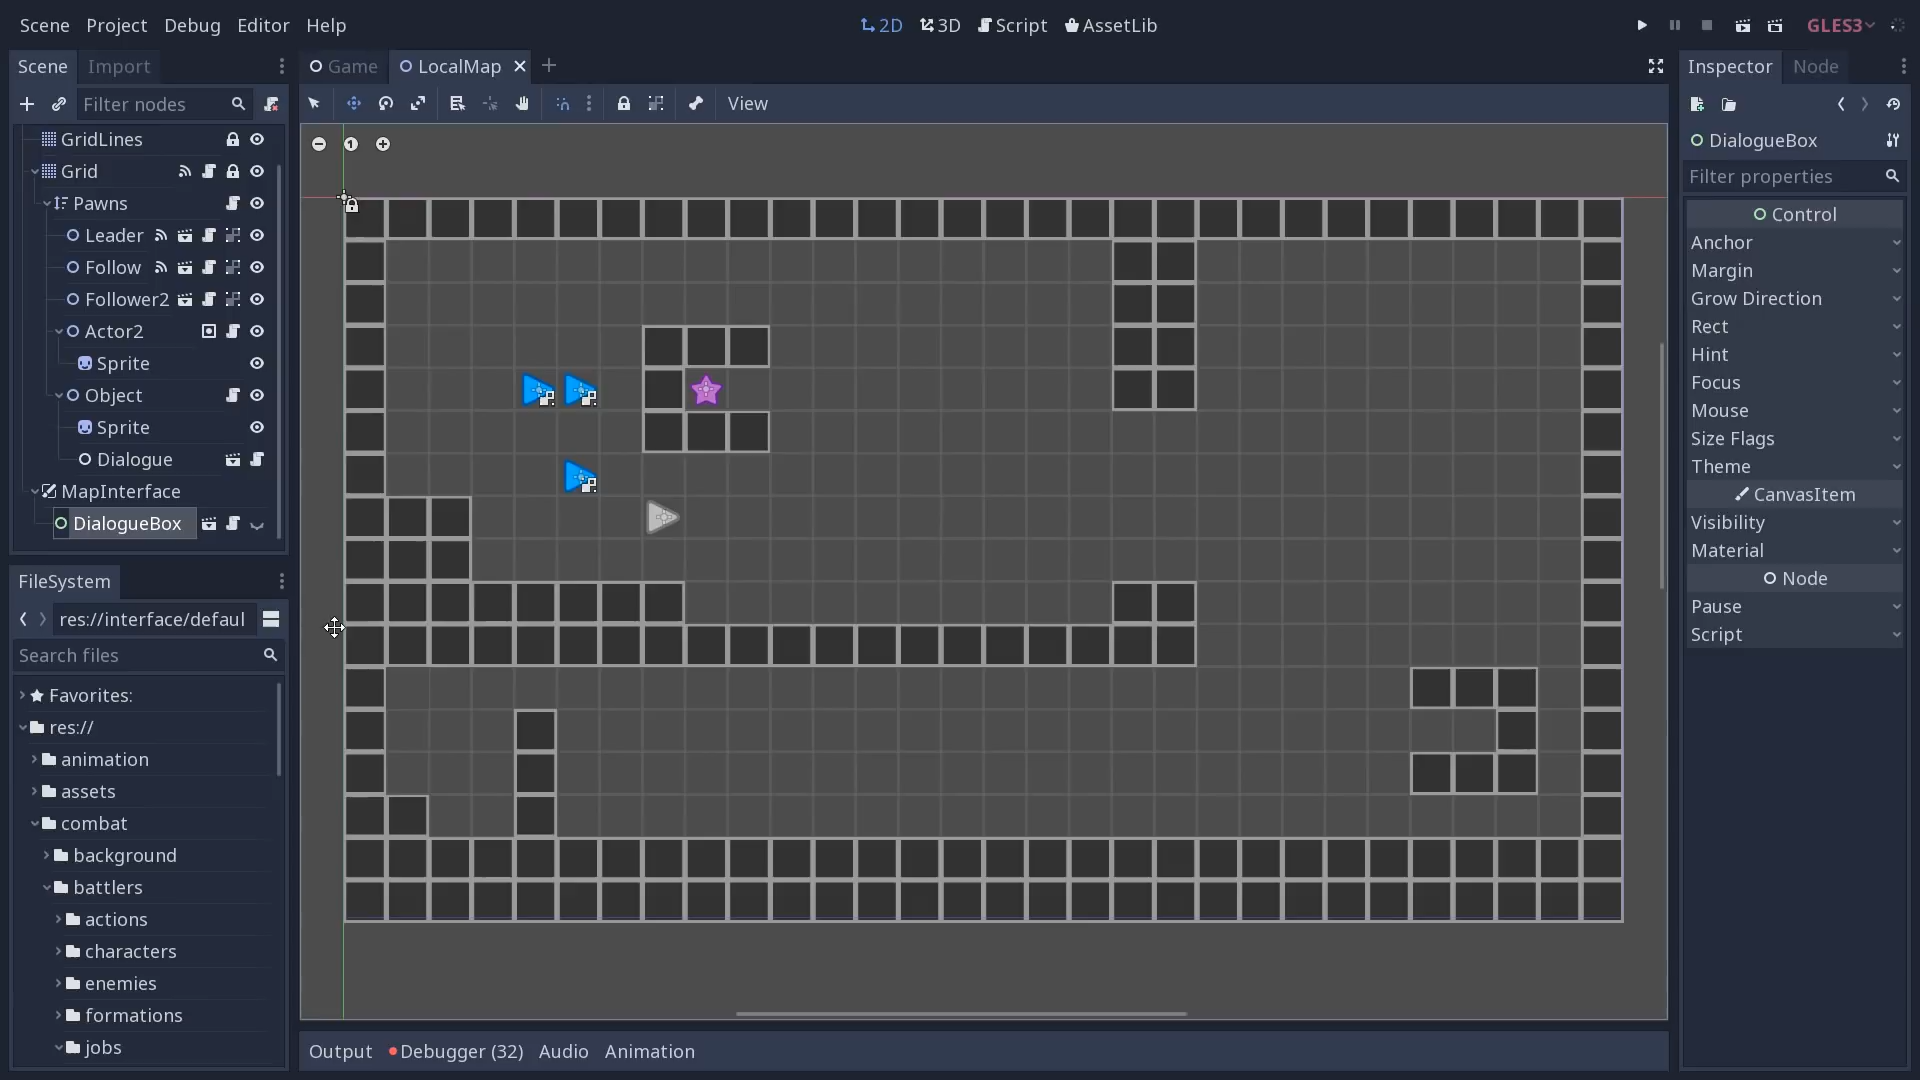 Scene Project Debug Editor Help
2D 3D Script AssetLib
GLES3
Scene Import
Filter nodes
GridLines
Grid
Pawns
Leader
Follow
Follower2
Actor2
Sprite
Object
Sprite
Dialogue
MapInterface
DialogueBox
FileSystem
res://interface/defaul
Search files
Favorites:
res://
animation
assets
combat
background
battlers
actions
characters
enemies
formations
jobs
Game LocalMap
View
1
Output Debugger (32) Audio Animation
Inspector Node
DialogueBox
Filter properties
Control
Anchor
Margin
Grow Direction
Rect
Hint
Focus
Mouse
Size Flags
Theme
CanvasItem
Visibility
Material
Node
Pause
Script